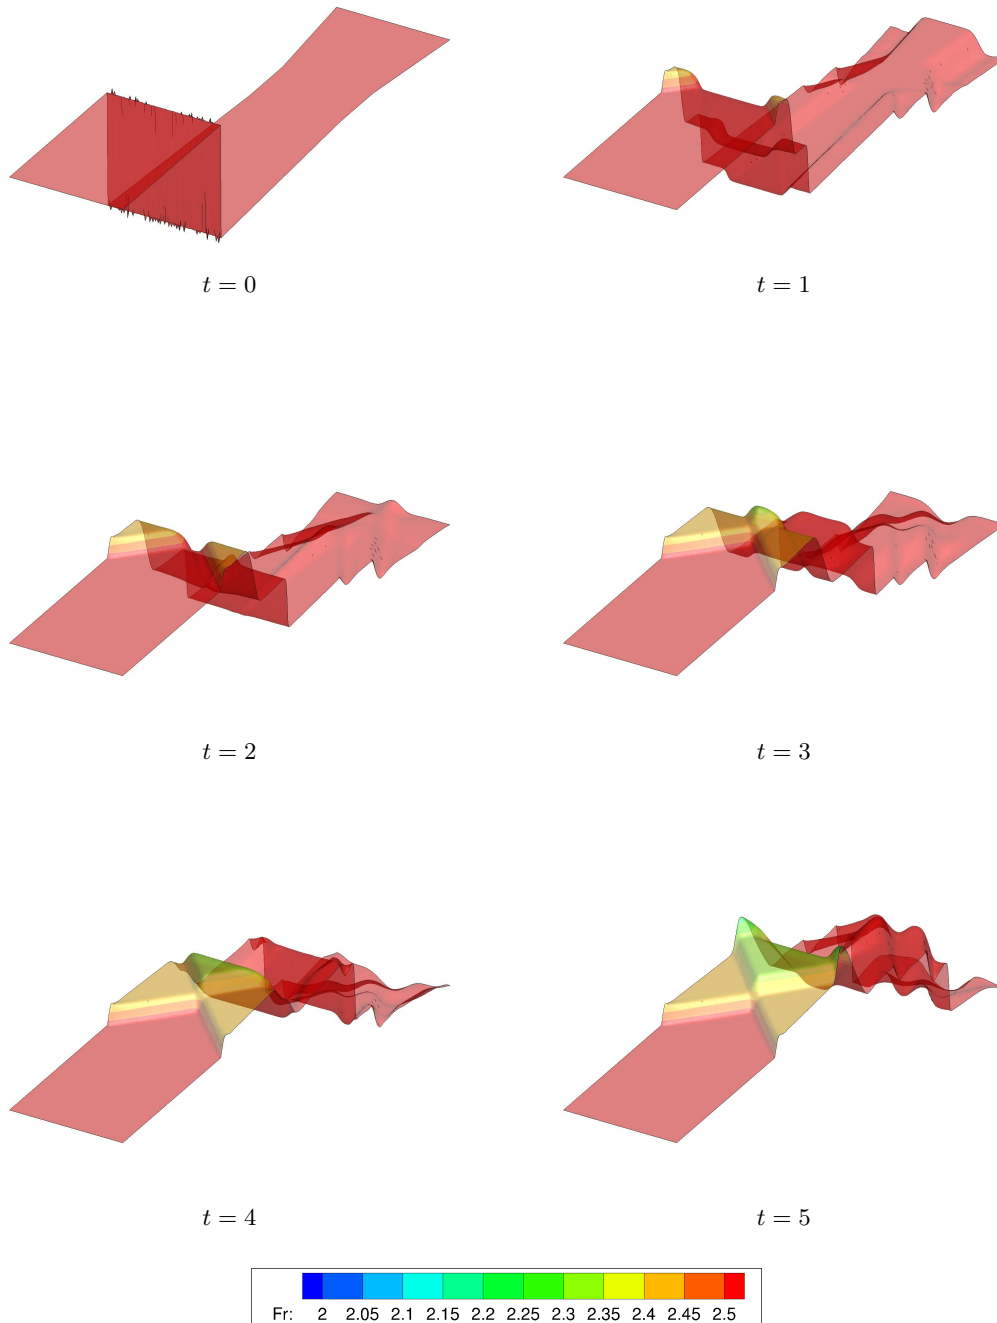 t = 0
t = 1
t = 2
t = 3
t = 4
t = 5
Fr: 2 2.05 2.1 2.15 2.2 2.25 2.3 2.35 2.4 2.45 2.5